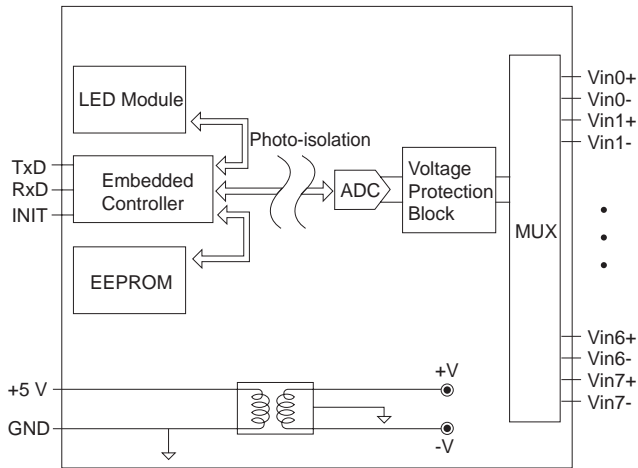 LED Module
Photo-isolation
TxD
RxD
INIT
Embedded
Controller
ADC
Voltage
Protection
Block
MUX
Vin0+
Vin0-
Vin1+
Vin1-
EEPROM
Vin6+
Vin6-
Vin7+
Vin7-
+5 V
GND
+V
-V